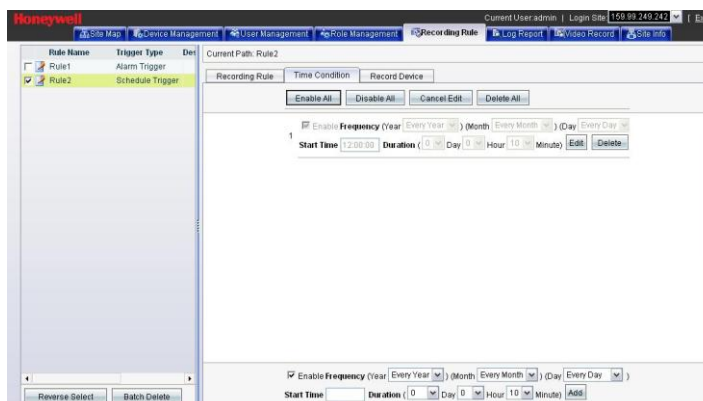 Honeywell
Current User:admin | Login Site 159.99.249.242 |
Site Map Device Management User Management Role Management Recording Rule Log Report Video Record Site Info
Rule Name Trigger Type Des
Rule1 Alarm Trigger
Rule2 Schedule Trigger
Current Path: Rule2
Recording Rule Time Condition Record Device
Enable All Disable All Cancel Edit Delete All
1
Enable Frequency (Year Every Year ) (Month Every Month ) (Day Every Day
Start Time 12:00:00 Duration ( 0 Day 0 Hour 10 Minute) Edit Delete
Enable Frequency (Year Every Year ) (Month Every Month ) (Day Every Day )
Start Time Duration ( 0 Day 0 Hour 10 Minute) Add
Reverse Select Batch Delete